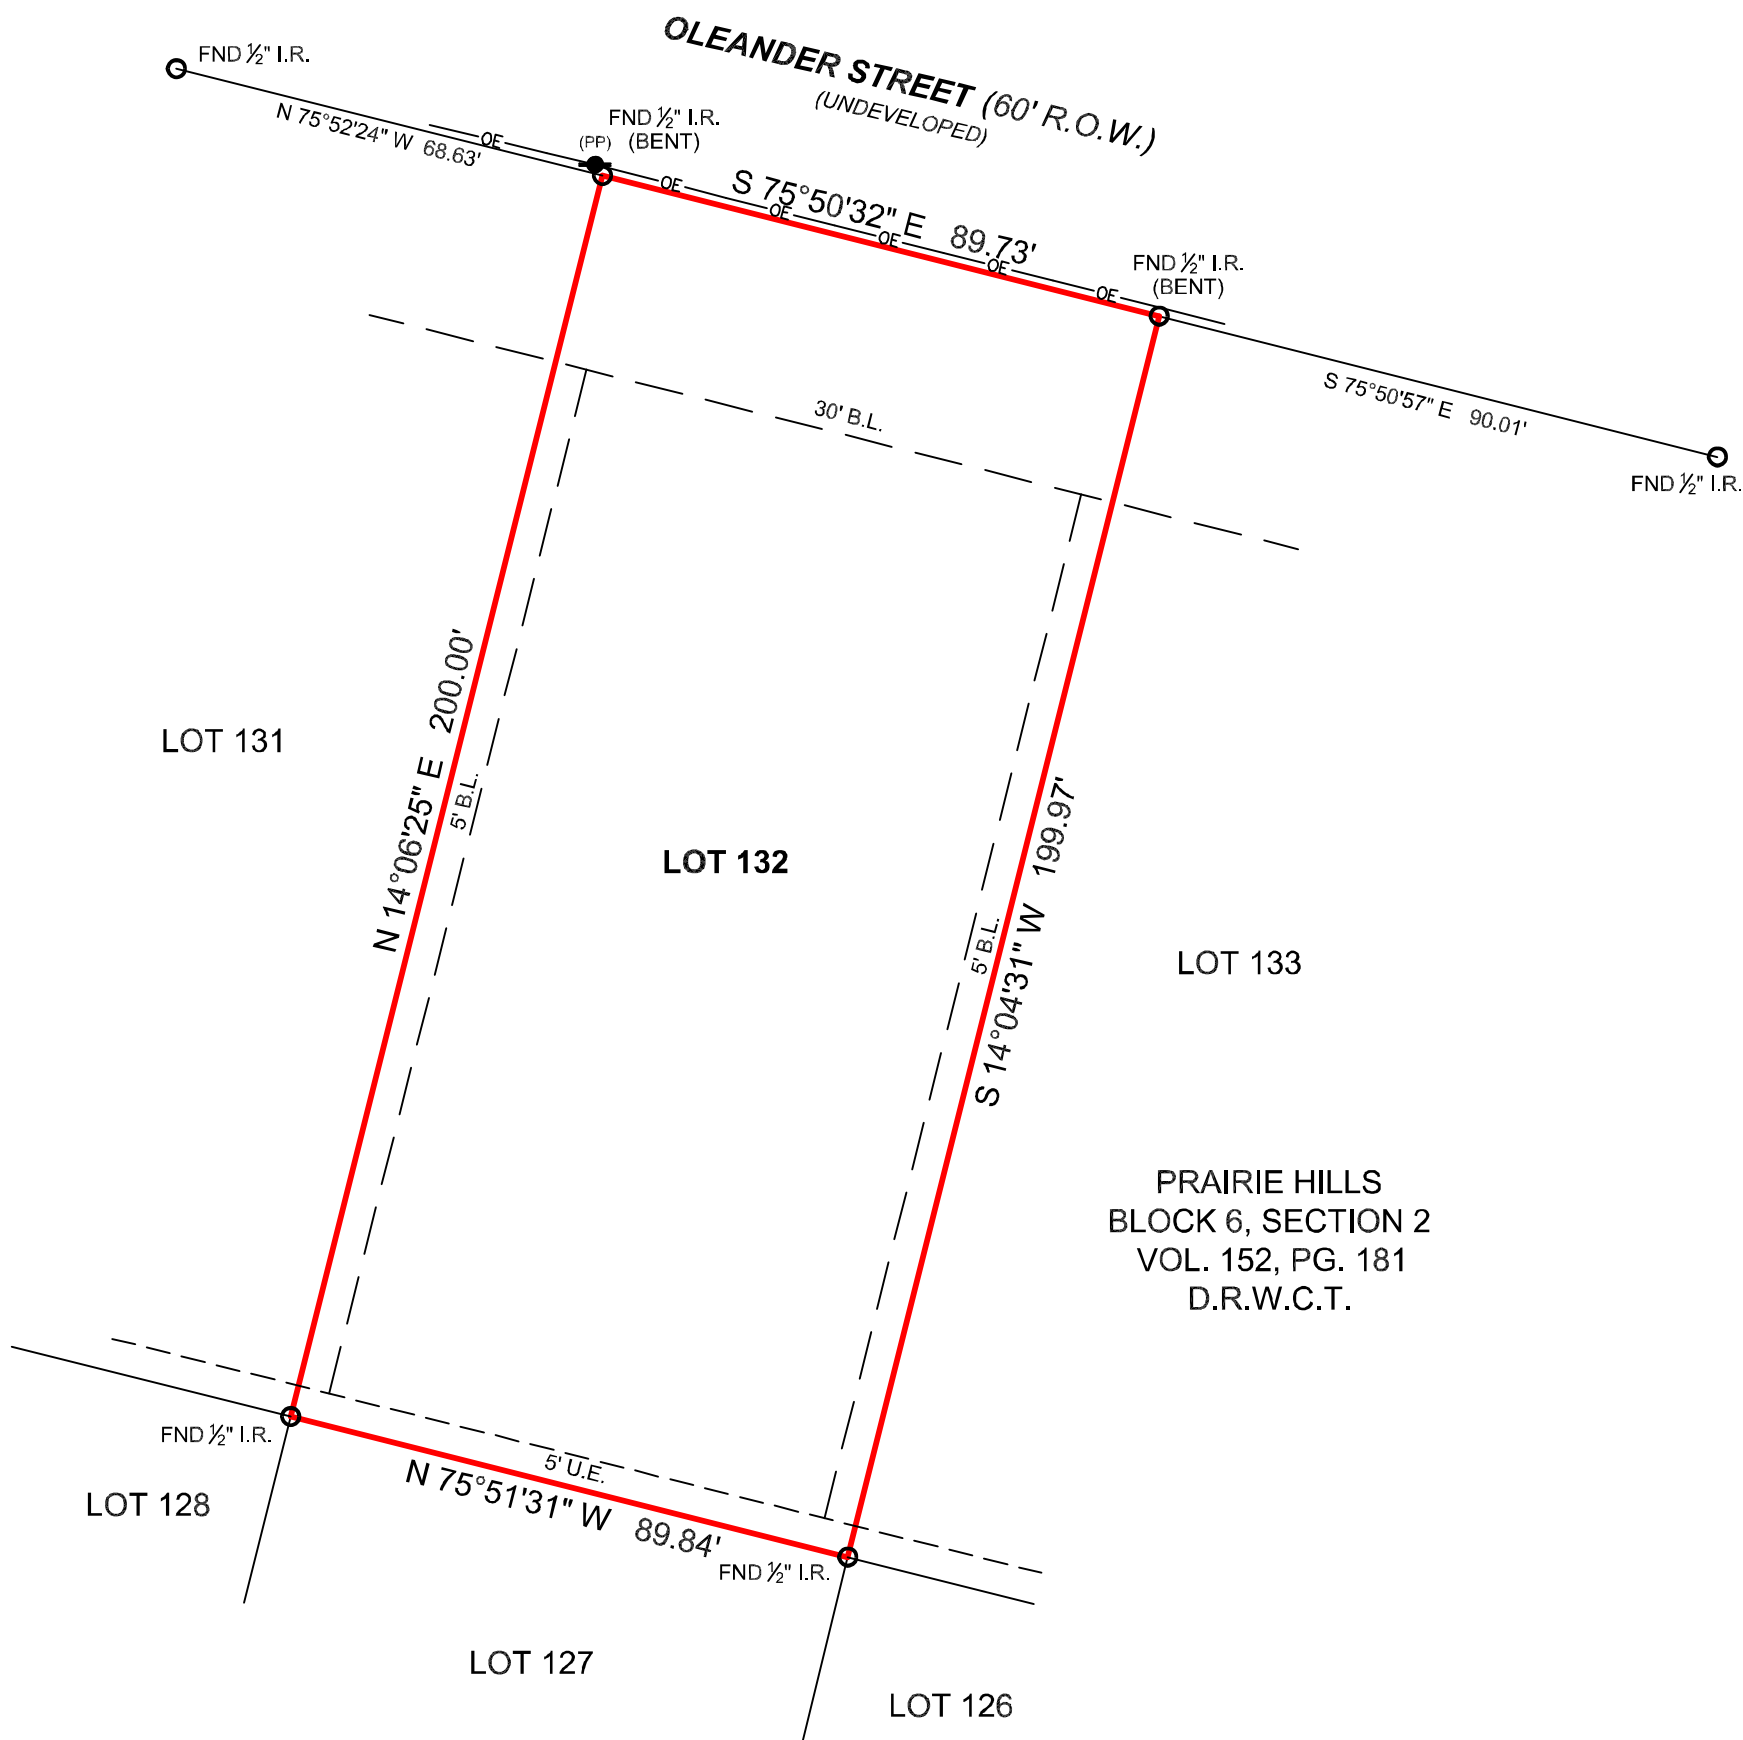 OLEANDER STREET (60' R.O.W.)
(UNDEVELOPED)
FND ½" I.R.
N 75°52'24" W 68.63'
OE
(PP)
FND ½" I.R.
(BENT)
OE
S 75°50'32" E 89.73'
OE
OE
OE
OE
FND ½" I.R.
(BENT)
S 75°50'57" E 90.01'
FND ½" I.R.
30' B.L.
N 14°06'25" E 200.00'
5' B.L.
LOT 131
LOT 132
5' B.L.
S 14°04'31" W 199.97'
LOT 133
PRAIRIE HILLS
BLOCK 6, SECTION 2
VOL. 152, PG. 181
D.R.W.C.T.
FND ½" I.R.
5' U.E.
N 75°51'31" W 89.84'
FND ½" I.R.
LOT 128
LOT 127
LOT 126